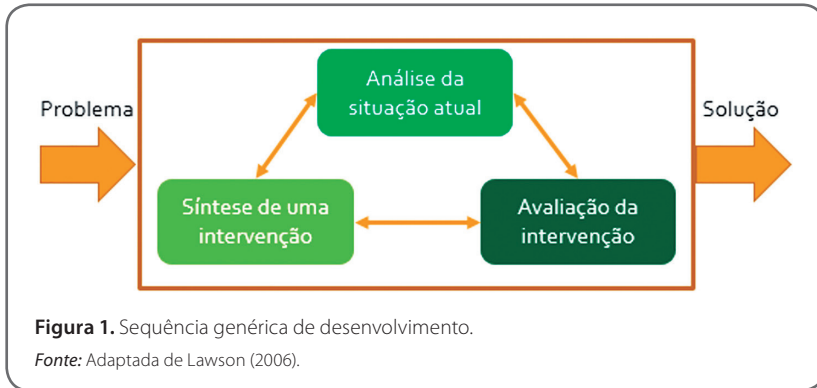 Problema
Análise da
situação atual
Solução
Síntese de uma
intervenção
Avaliação da
intervenção
Figura 1. Sequência genérica de desenvolvimento.
Fonte: Adaptada de Lawson (2006).